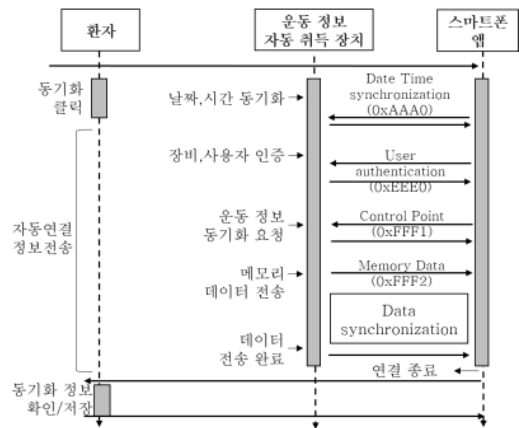 환자
운동 정보
자동 취득 장치
스마트폰
앱
동기화
클릭
날짜,시간 동기화
Date Time
synchronization
(0xAAA0)
장비,사용자 인증
User
authentication
(0xEEE0)
자동연결
정보전송
운동 정보
동기화 요청
Control Point
(0xFFF1)
메모리
데이터 전송
Memory Data
(0xFFF2)
Data
synchronization
데이터
전송 완료
연결 종료
동기화 정보
확인/저장